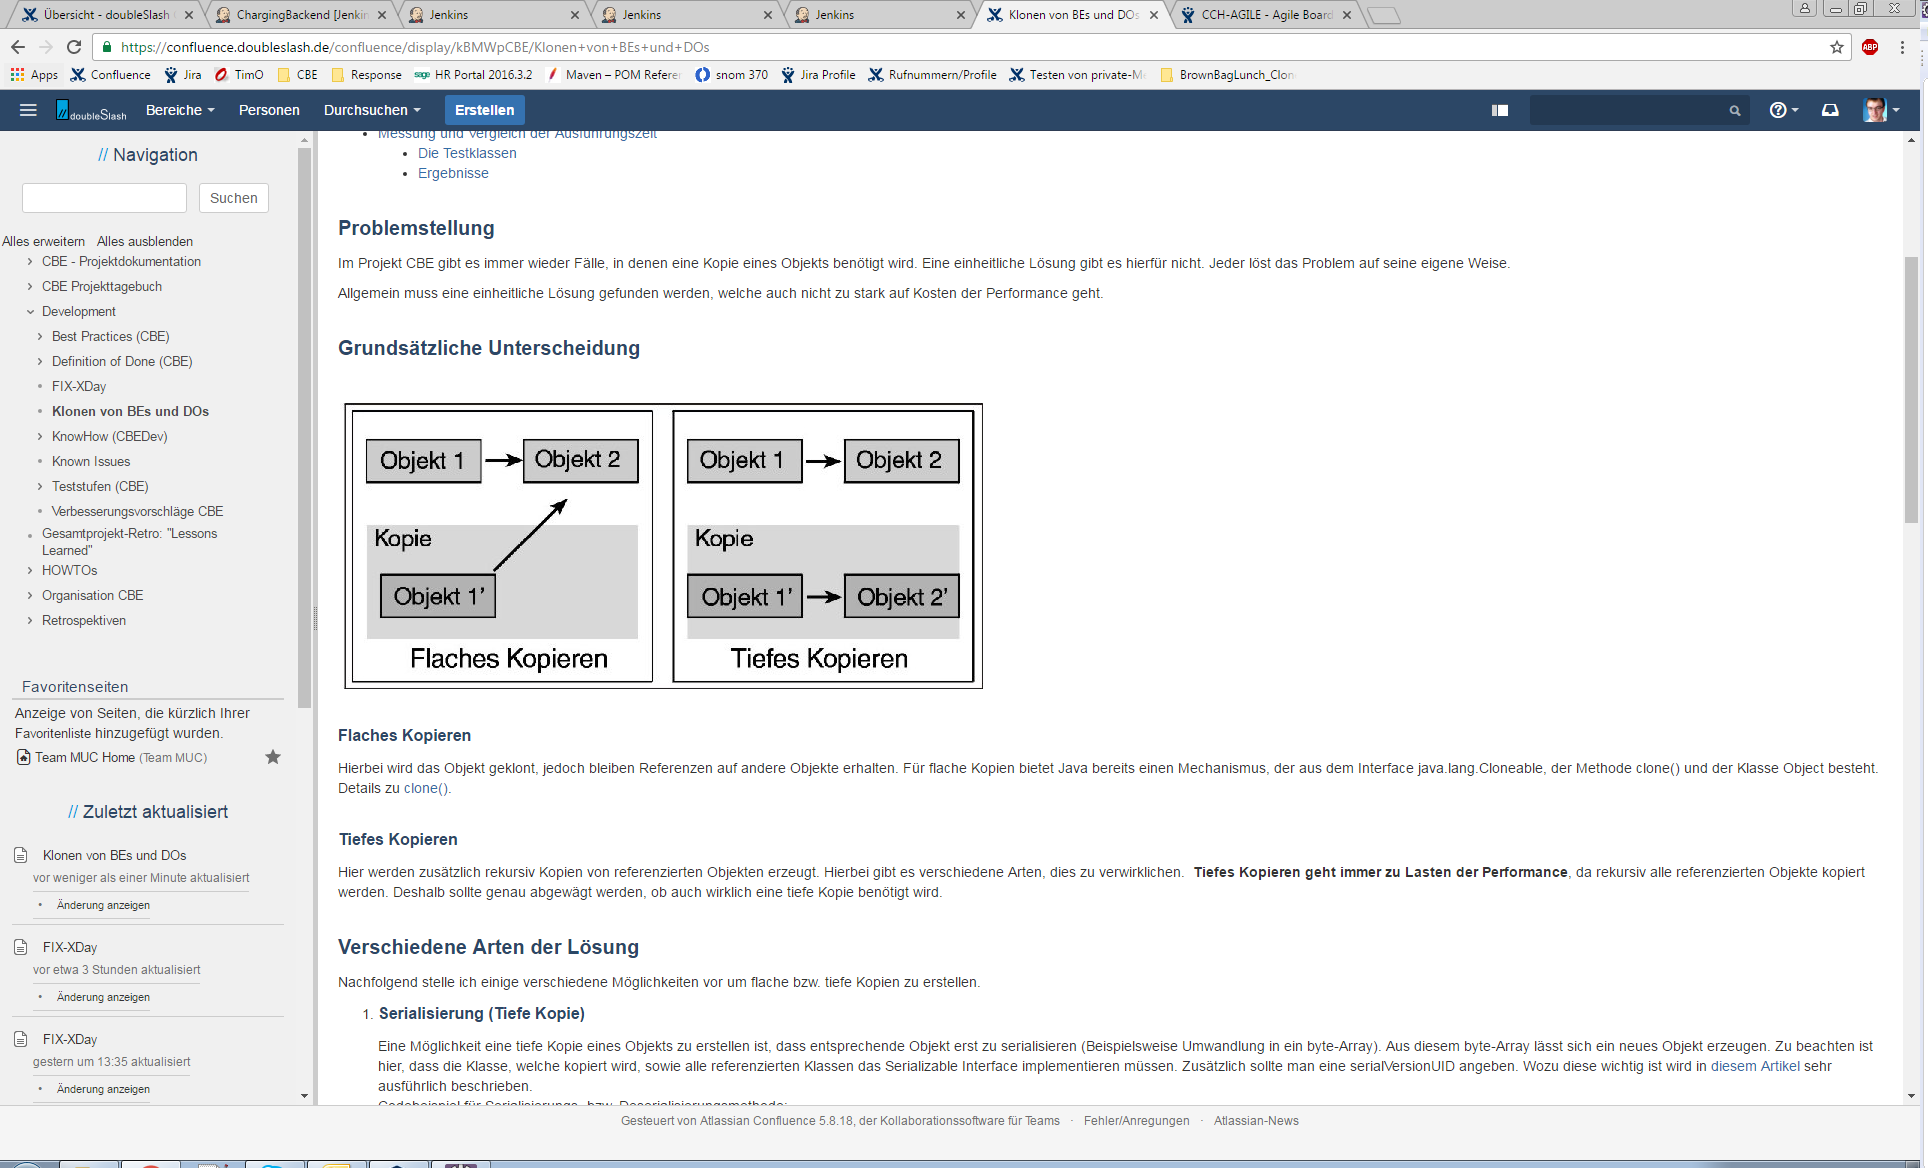 Übersicht - doubleSlash
ChargingBackend [Jenkin
Jenkins
Jenkins
Jenkins
Klonen von BEs und DOs
CCH-AGILE - Agile Board
https://confluence.doubleslash.de/confluence/display/kBMWpCBE/Klonen+von+BEs+und+DOs
ABP
Apps
Confluence
Jira
TimO
CBE
Response
sage HR Portal 2016.3.2
Maven – POM Referen
snom 370
Jira Profile
Rufnummern/Profile
Testen von private-M
BrownBagLunch_Clon
doubleSlash
Bereiche
Personen
Durchsuchen
Erstellen
// Navigation
Suchen
Alles erweitern Alles ausblenden
CBE - Projektdokumentation
CBE Projekttagebuch
Development
Best Practices (CBE)
Definition of Done (CBE)
FIX-XDay
Klonen von BEs und DOs
KnowHow (CBEDev)
Known Issues
Teststufen (CBE)
Verbesserungsvorschläge CBE
Gesamtprojekt-Retro: "Lessons
Learned"
HOWTOs
Organisation CBE
Retrospektiven
Favoritenseiten
Anzeige von Seiten, die kürzlich Ihrer
Favoritenliste hinzugefügt wurden.
Team MUC Home (Team MUC)
// Zuletzt aktualisiert
Klonen von BEs und DOs
vor weniger als einer Minute aktualisiert
Änderung anzeigen
FIX-XDay
vor etwa 3 Stunden aktualisiert
Änderung anzeigen
FIX-XDay
gestern um 13:35 aktualisiert
Änderung anzeigen
Messung und Vergleich der Ausführungszeit
Die Testklassen
Ergebnisse
Problemstellung
Im Projekt CBE gibt es immer wieder Fälle, in denen eine Kopie eines Objekts benötigt wird. Eine einheitliche Lösung gibt es hierfür nicht. Jeder löst das Problem auf seine eigene Weise.
Allgemein muss eine einheitliche Lösung gefunden werden, welche auch nicht zu stark auf Kosten der Performance geht.
Grundsätzliche Unterscheidung
Objekt 1
Objekt 2
Kopie
Objekt 1'
Flaches Kopieren
Objekt 1
Objekt 2
Kopie
Objekt 1'
Objekt 2'
Tiefes Kopieren
Flaches Kopieren
Hierbei wird das Objekt geklont, jedoch bleiben Referenzen auf andere Objekte erhalten. Für flache Kopien bietet Java bereits einen Mechanismus, der aus dem Interface java.lang.Cloneable, der Methode clone() und der Klasse Object besteht.
Details zu clone().
Tiefes Kopieren
Hier werden zusätzlich rekursiv Kopien von referenzierten Objekten erzeugt. Hierbei gibt es verschiedene Arten, dies zu verwirklichen. Tiefes Kopieren geht immer zu Lasten der Performance, da rekursiv alle referenzierten Objekte kopiert
werden. Deshalb sollte genau abgewägt werden, ob auch wirklich eine tiefe Kopie benötigt wird.
Verschiedene Arten der Lösung
Nachfolgend stelle ich einige verschiedene Möglichkeiten vor um flache bzw. tiefe Kopien zu erstellen.
1. Serialisierung (Tiefe Kopie)
Eine Möglichkeit eine tiefe Kopie eines Objekts zu erstellen ist, dass entsprechende Objekt erst zu serialisieren (Beispielsweise Umwandlung in ein byte-Array). Aus diesem byte-Array lässt sich ein neues Objekt erzeugen. Zu beachten ist
hier, dass die Klasse, welche kopiert wird, sowie alle referenzierten Klassen das Serializable Interface implementieren müssen. Zusätzlich sollte man eine serialVersionUID angeben. Wozu diese wichtig ist wird in diesem Artikel sehr
ausführlich beschrieben.
Codebeispiel für Serialisierungs- bzw. Deserialisierungsmethode:
Gesteuert von Atlassian Confluence 5.8.18, der Kollaborationssoftware für Teams · Fehler/Anregungen · Atlassian-News